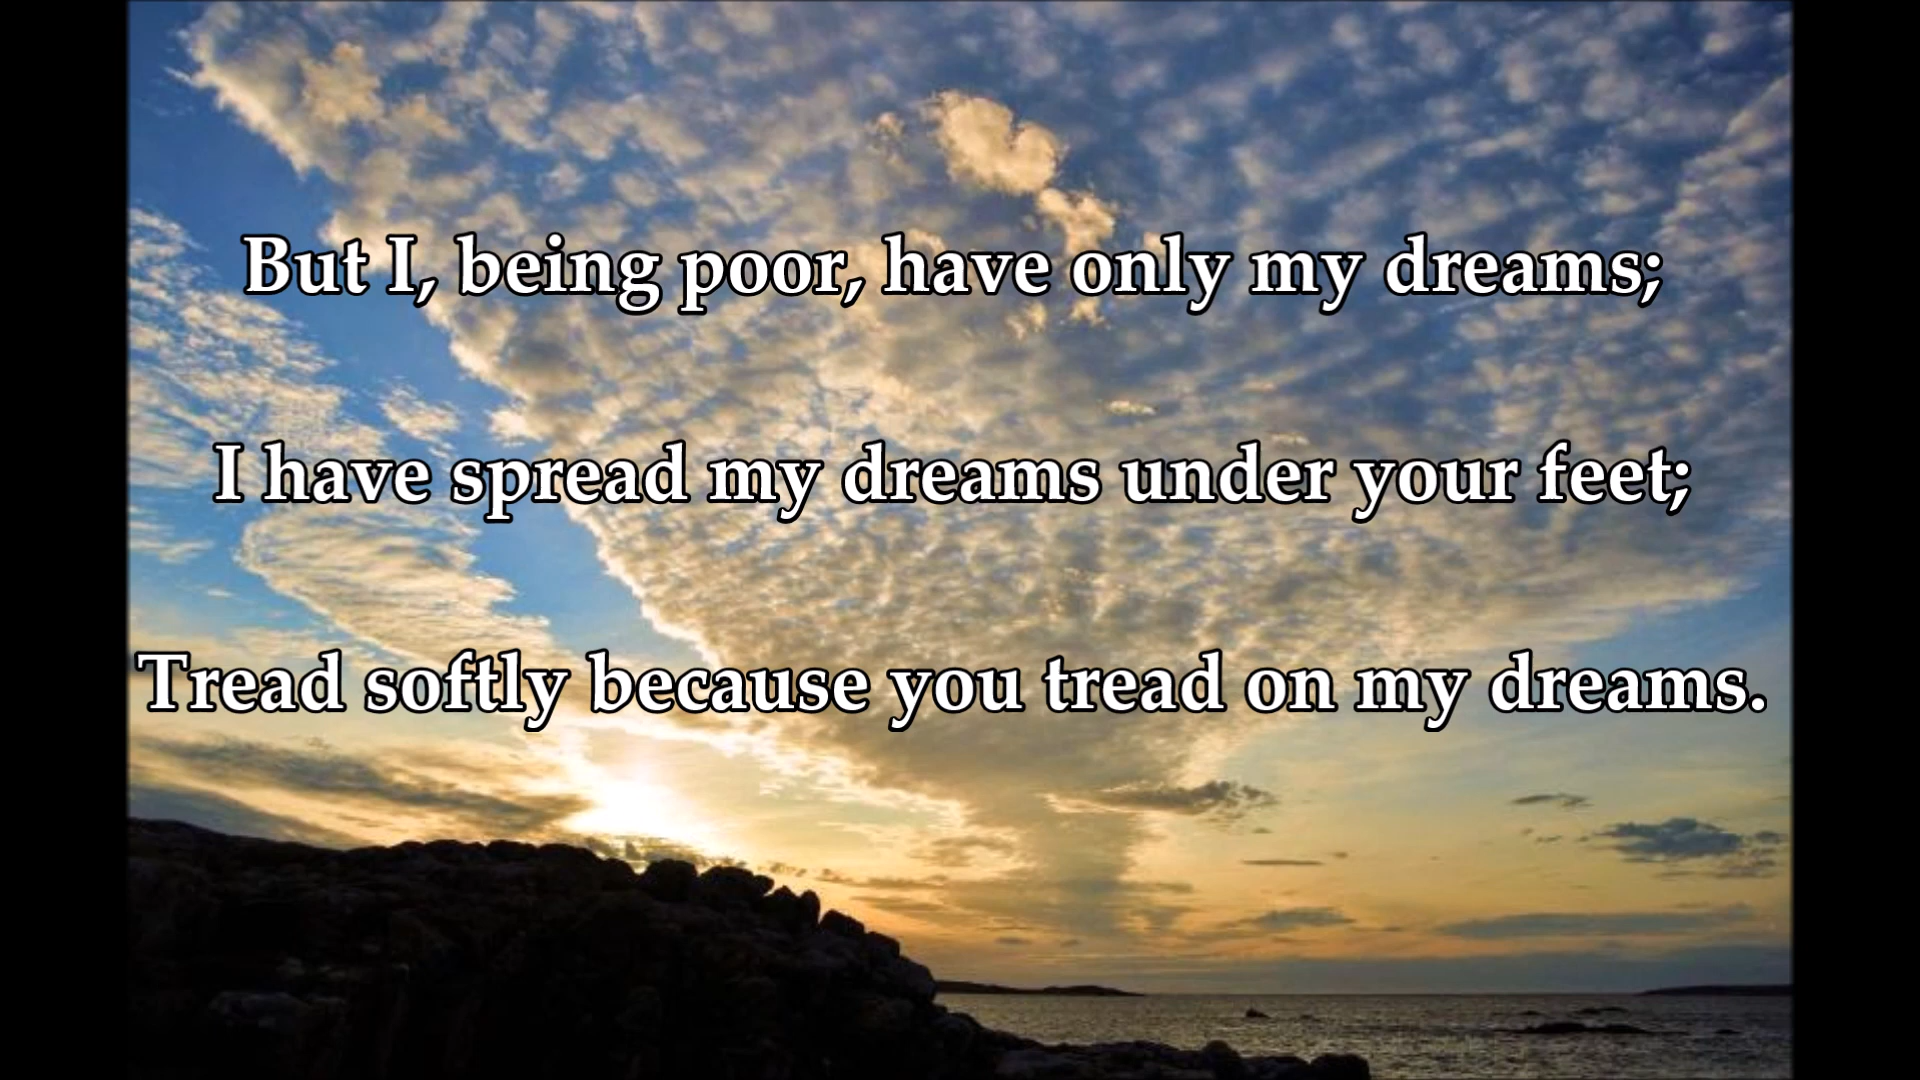 But I, being poor, have only my dreams;
I have spread my dreams under your feet;
Tread softly because you tread on my dreams.